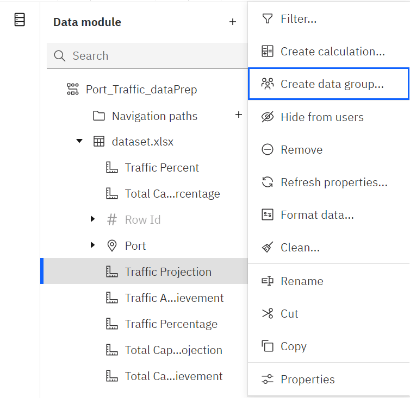 Data module +
Search
Port_Traffic_dataPrep
Navigation paths +
dataset.xlsx
Traffic Percent
Total Ca...rcentage
# Row Id
Port
Traffic Projection
Traffic A...ievement
Traffic Percentage
Total Cap...ojection
Total Ca...ievement
Filter...
Create calculation...
Create data group...
Hide from users
Remove
Refresh properties...
Format data...
Clean...
Rename
Cut
Copy
Properties